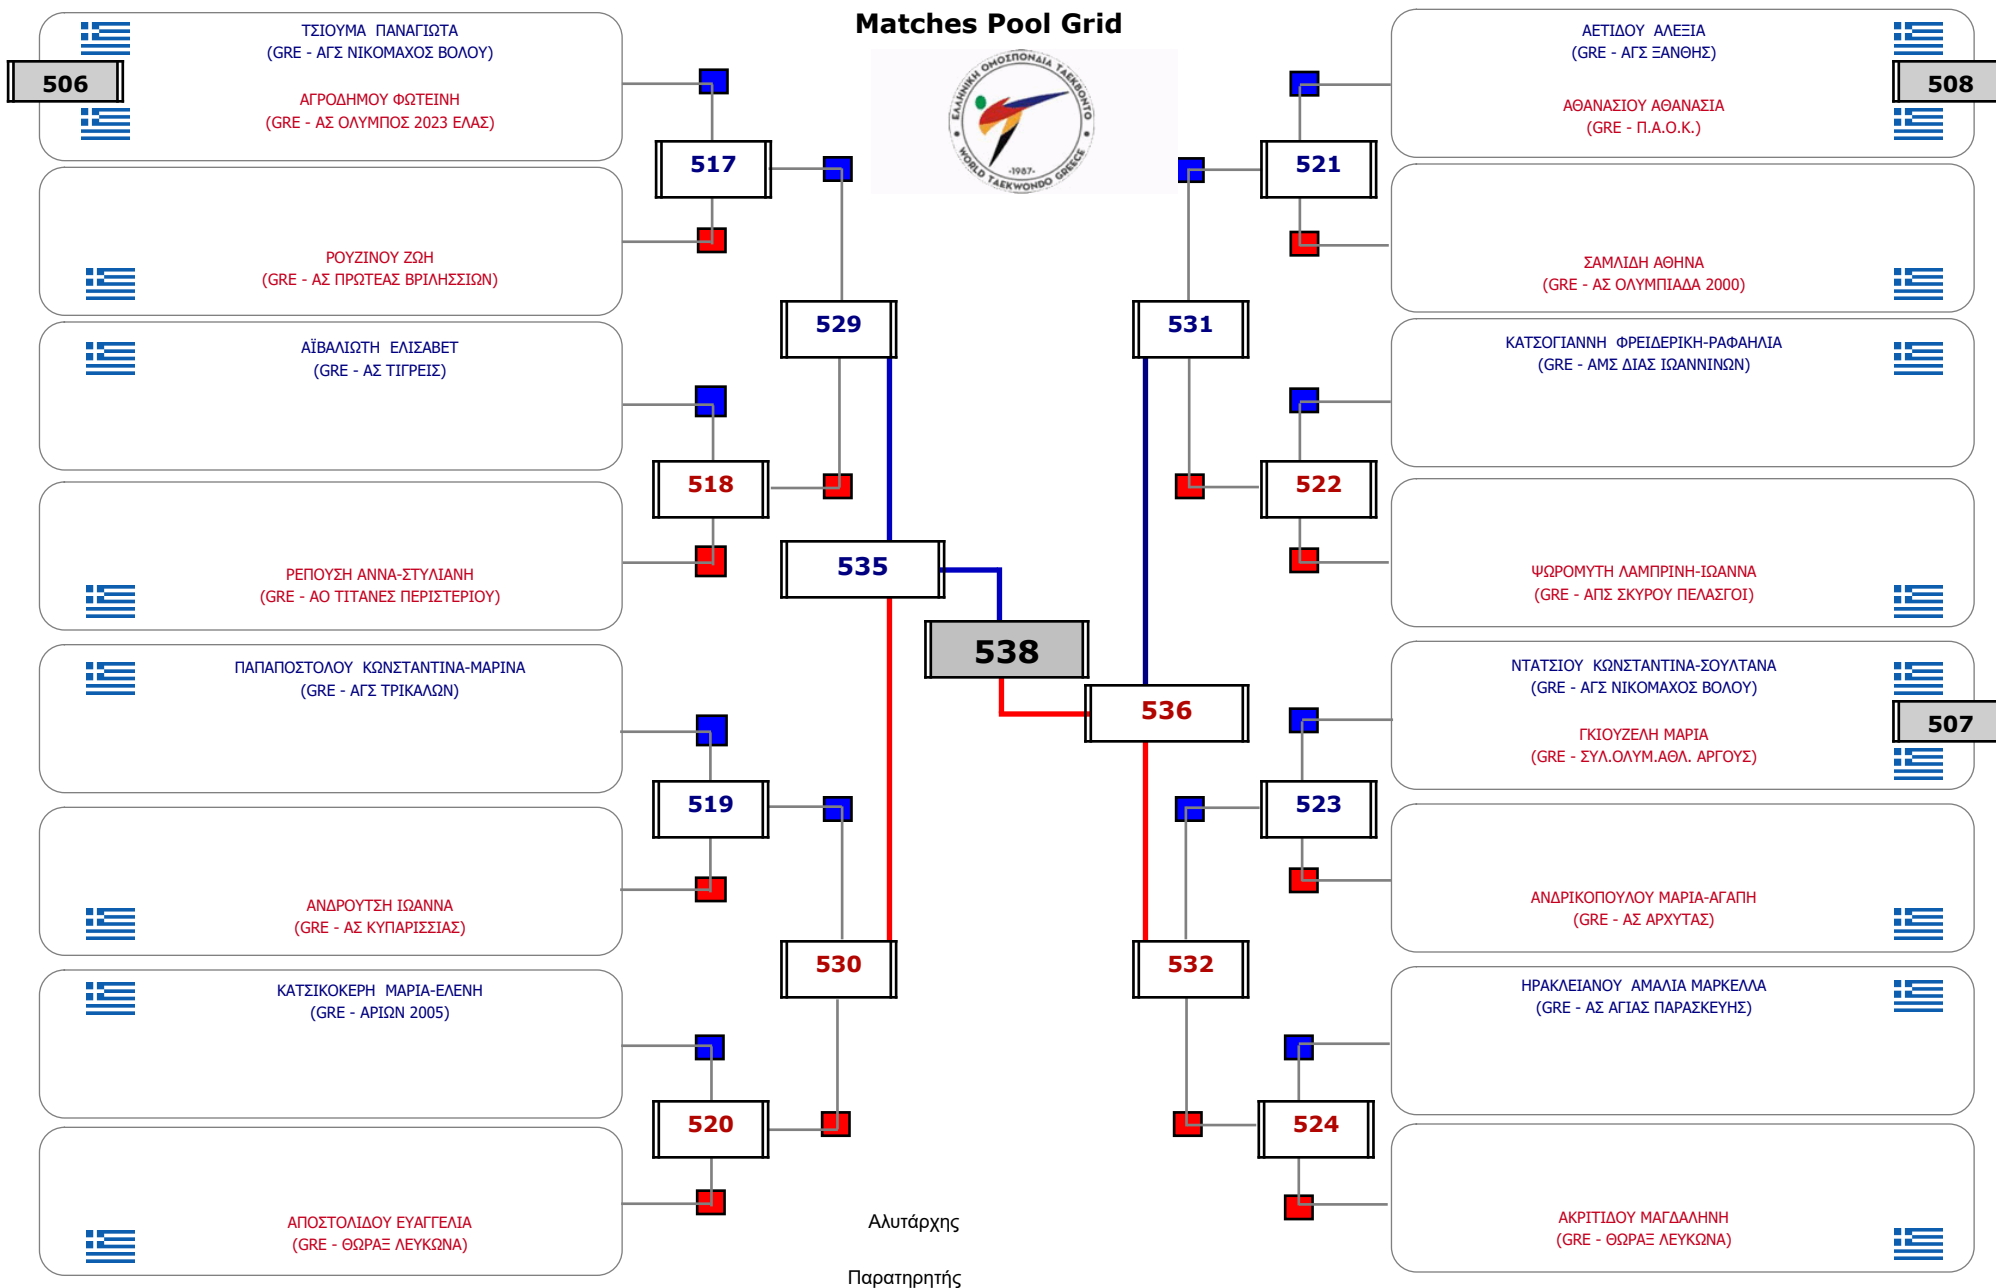 Matches Pool Grid
ΤΣΙΟΥΜΑ ΠΑΝΑΓΙΩΤΑ
(GRE - ΑΓΣ ΝΙΚΟΜΑΧΟΣ ΒΟΛΟΥ)
506
ΑΓΡΟΔΗΜΟΥ ΦΩΤΕΙΝΗ
(GRE - ΑΣ ΟΛΥΜΠΟΣ 2023 ΕΛΑΣ)
517
ΡΟΥΖΙΝΟΥ ΖΩΗ
(GRE - ΑΣ ΠΡΩΤΕΑΣ ΒΡΙΛΗΣΣΙΩΝ)
529
ΑΪΒΑΛΙΩΤΗ ΕΛΙΣΑΒΕΤ
(GRE - ΑΣ ΤΙΓΡΕΙΣ)
518
ΡΕΠΟΥΣΗ ΑΝΝΑ-ΣΤΥΛΙΑΝΗ
(GRE - ΑΟ ΤΙΤΑΝΕΣ ΠΕΡΙΣΤΕΡΙΟΥ)
535
ΠΑΠΑΠΟΣΤΟΛΟΥ ΚΩΝΣΤΑΝΤΙΝΑ-ΜΑΡΙΝΑ
(GRE - ΑΓΣ ΤΡΙΚΑΛΩΝ)
519
ΑΝΔΡΟΥΤΣΗ ΙΩΑΝΝΑ
(GRE - ΑΣ ΚΥΠΑΡΙΣΣΙΑΣ)
530
ΚΑΤΣΙΚΟΚΕΡΗ ΜΑΡΙΑ-ΕΛΕΝΗ
(GRE - ΑΡΙΩΝ 2005)
520
ΑΠΟΣΤΟΛΙΔΟΥ ΕΥΑΓΓΕΛΙΑ
(GRE - ΘΩΡΑΞ ΛΕΥΚΩΝΑ)
ΕΛΛΗΝΙΚΗ ΟΜΟΣΠΟΝΔΙΑ ΤΑΕΚΒΟΝΤΟ
-1987-
WORLD TAEKWONDO GREECE
538
ΑΕΤΙΔΟΥ ΑΛΕΞΙΑ
(GRE - ΑΓΣ ΞΑΝΘΗΣ)
508
ΑΘΑΝΑΣΙΟΥ ΑΘΑΝΑΣΙΑ
(GRE - Π.Α.Ο.Κ.)
521
ΣΑΜΛΙΔΗ ΑΘΗΝΑ
(GRE - ΑΣ ΟΛΥΜΠΙΑΔΑ 2000)
531
ΚΑΤΣΟΓΙΑΝΝΗ ΦΡΕΙΔΕΡΙΚΗ-ΡΑΦΑΗΛΙΑ
(GRE - ΑΜΣ ΔΙΑΣ ΙΩΑΝΝΙΝΩΝ)
522
ΨΩΡΟΜΥΤΗ ΛΑΜΠΡΙΝΗ-ΙΩΑΝΝΑ
(GRE - ΑΠΣ ΣΚΥΡΟΥ ΠΕΛΑΣΓΟΙ)
536
ΝΤΑΤΣΙΟΥ ΚΩΝΣΤΑΝΤΙΝΑ-ΣΟΥΛΤΑΝΑ
(GRE - ΑΓΣ ΝΙΚΟΜΑΧΟΣ ΒΟΛΟΥ)
507
ΓΚΙΟΥΖΕΛΗ ΜΑΡΙΑ
(GRE - ΣΥΛ.ΟΛΥΜ.ΑΘΛ. ΑΡΓΟΥΣ)
523
ΑΝΔΡΙΚΟΠΟΥΛΟΥ ΜΑΡΙΑ-ΑΓΑΠΗ
(GRE - ΑΣ ΑΡΧΥΤΑΣ)
532
ΗΡΑΚΛΕΙΑΝΟΥ ΑΜΑΛΙΑ ΜΑΡΚΕΛΛΑ
(GRE - ΑΣ ΑΓΙΑΣ ΠΑΡΑΣΚΕΥΗΣ)
524
ΑΚΡΙΤΙΔΟΥ ΜΑΓΔΑΛΗΝΗ
(GRE - ΘΩΡΑΞ ΛΕΥΚΩΝΑ)
Αλυτάρχης
Παρατηρητής